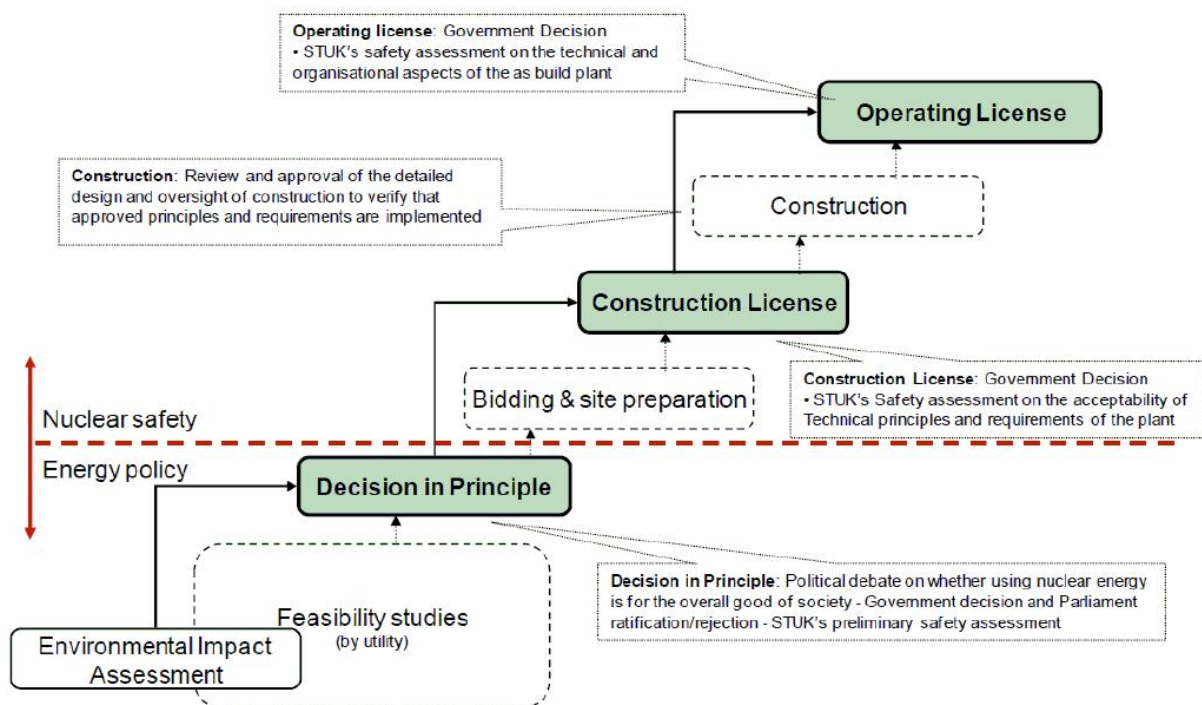 Operating license: Government Decision
• STUK's safety assessment on the technical and
organisational aspects of the as build plant
Operating License
Construction: Review and approval of the detailed
design and oversight of construction to verify that
approved principles and requirements are implemented
Construction
Construction License
Bidding & site preparation
Construction License: Government Decision
• STUK's Safety assessment on the acceptability of
Technical principles and requirements of the plant
Nuclear safety
Energy policy
Decision in Principle
Decision in Principle: Political debate on whether using nuclear energy
is for the overall good of society - Government decision and Parliament
ratification/rejection - STUK's preliminary safety assessment
Feasibility studies
(by utility)
Environmental Impact
Assessment